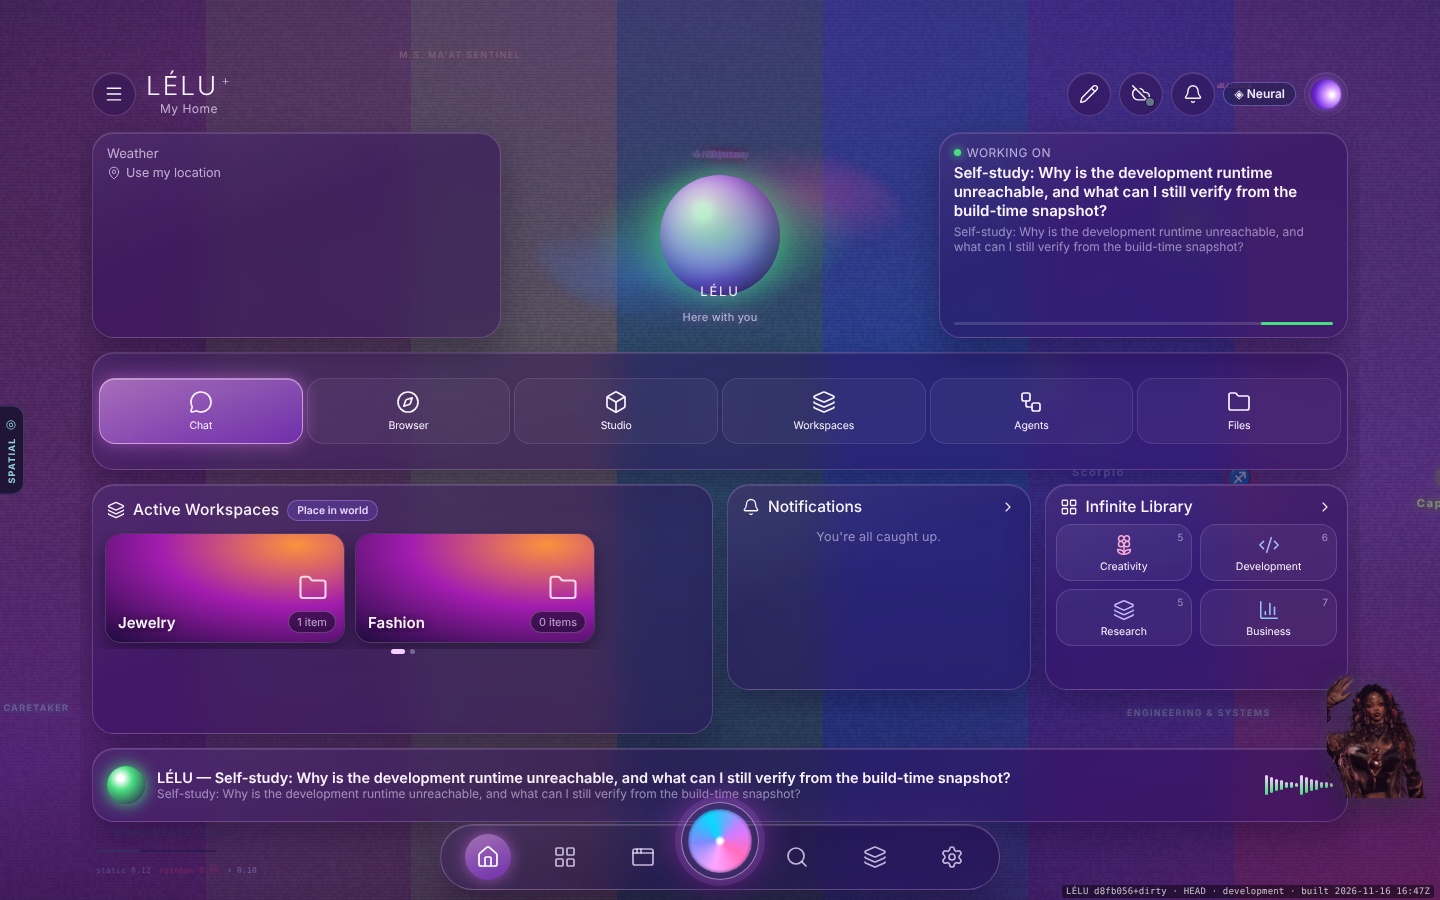 M.S. MA'AT SENTINEL
LÉLU +
My Home
◈ Neural
Weather
Use my location
LÉLU
Here with you
WORKING ON
Self-study: Why is the development runtime
unreachable, and what can I still verify from the
build-time snapshot?
Self-study: Why is the development runtime unreachable, and
what can I still verify from the build-time snapshot?
SPATIAL
Chat
Browser
Studio
Workspaces
Agents
Files
Scorpio
Cap
Active Workspaces
Place in world
Jewelry
1 item
Fashion
0 items
Notifications
You're all caught up.
Infinite Library
5
Creativity
6
Development
5
Research
7
Business
CARETAKER
ENGINEERING & SYSTEMS
LÉLU — Self-study: Why is the development runtime unreachable, and what can I still verify from the build-time snapshot?
Self-study: Why is the development runtime unreachable, and what can I still verify from the build-time snapshot?
static 0.12
LÉLU d8fb056+dirty · HEAD · development · built 2026-11-16 16:47Z